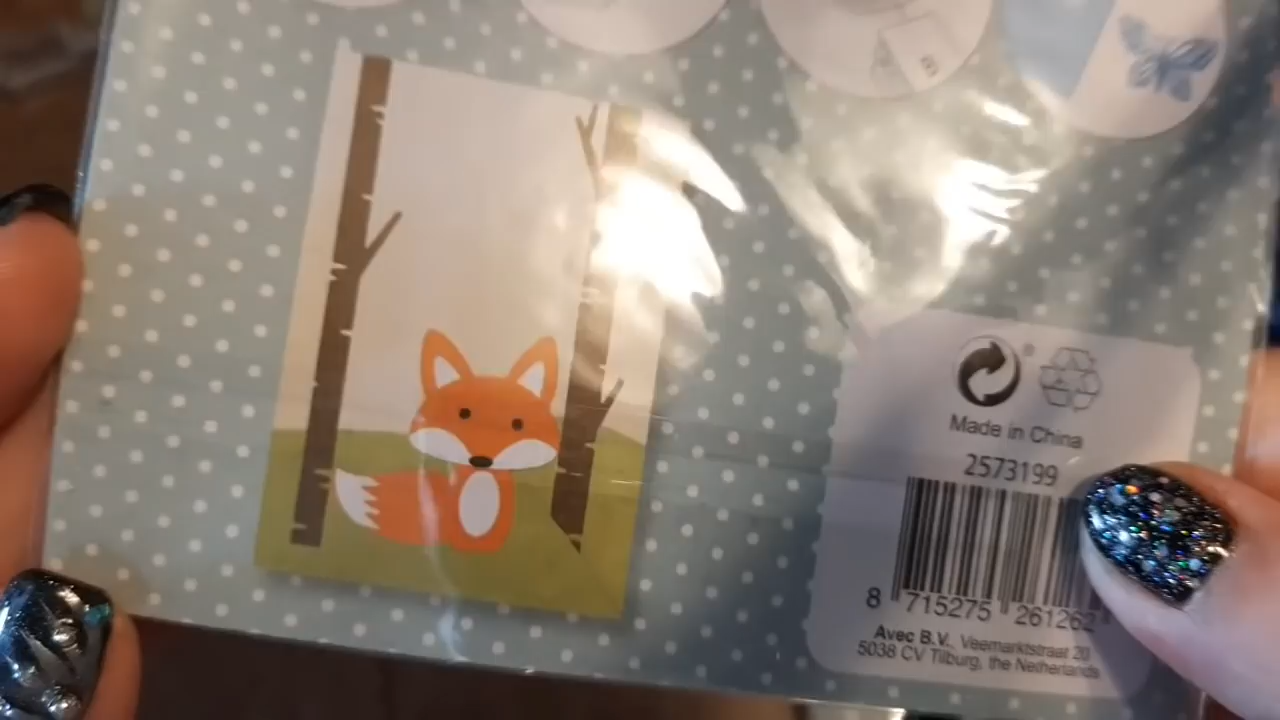 Made in China
2573199
8 715275 261262
Avec B.V. Veemarktstraat 20
5038 CV Tilburg, the Netherlands